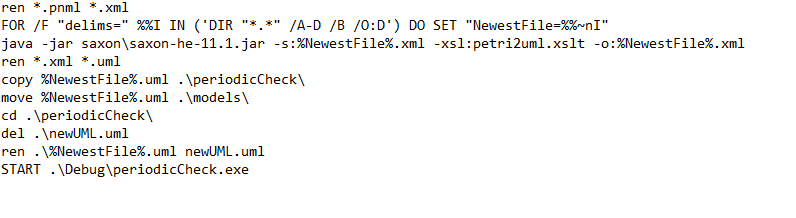 ren *.pnml *.xml
FOR /F "delims=" %%I IN ('DIR "*.*" /A-D /B /O:D') DO SET "NewestFile=%%~nI"
java -jar saxon\saxon-he-11.1.jar -s:%NewestFile%.xml -xsl:petri2uml.xslt -o:%NewestFile%.xml
ren *.xml *.uml
copy %NewestFile%.uml .\periodicCheck\
move %NewestFile%.uml .\models\
cd .\periodicCheck\
del .\newUML.uml
ren .\%NewestFile%.uml newUML.uml
START .\Debug\periodicCheck.exe